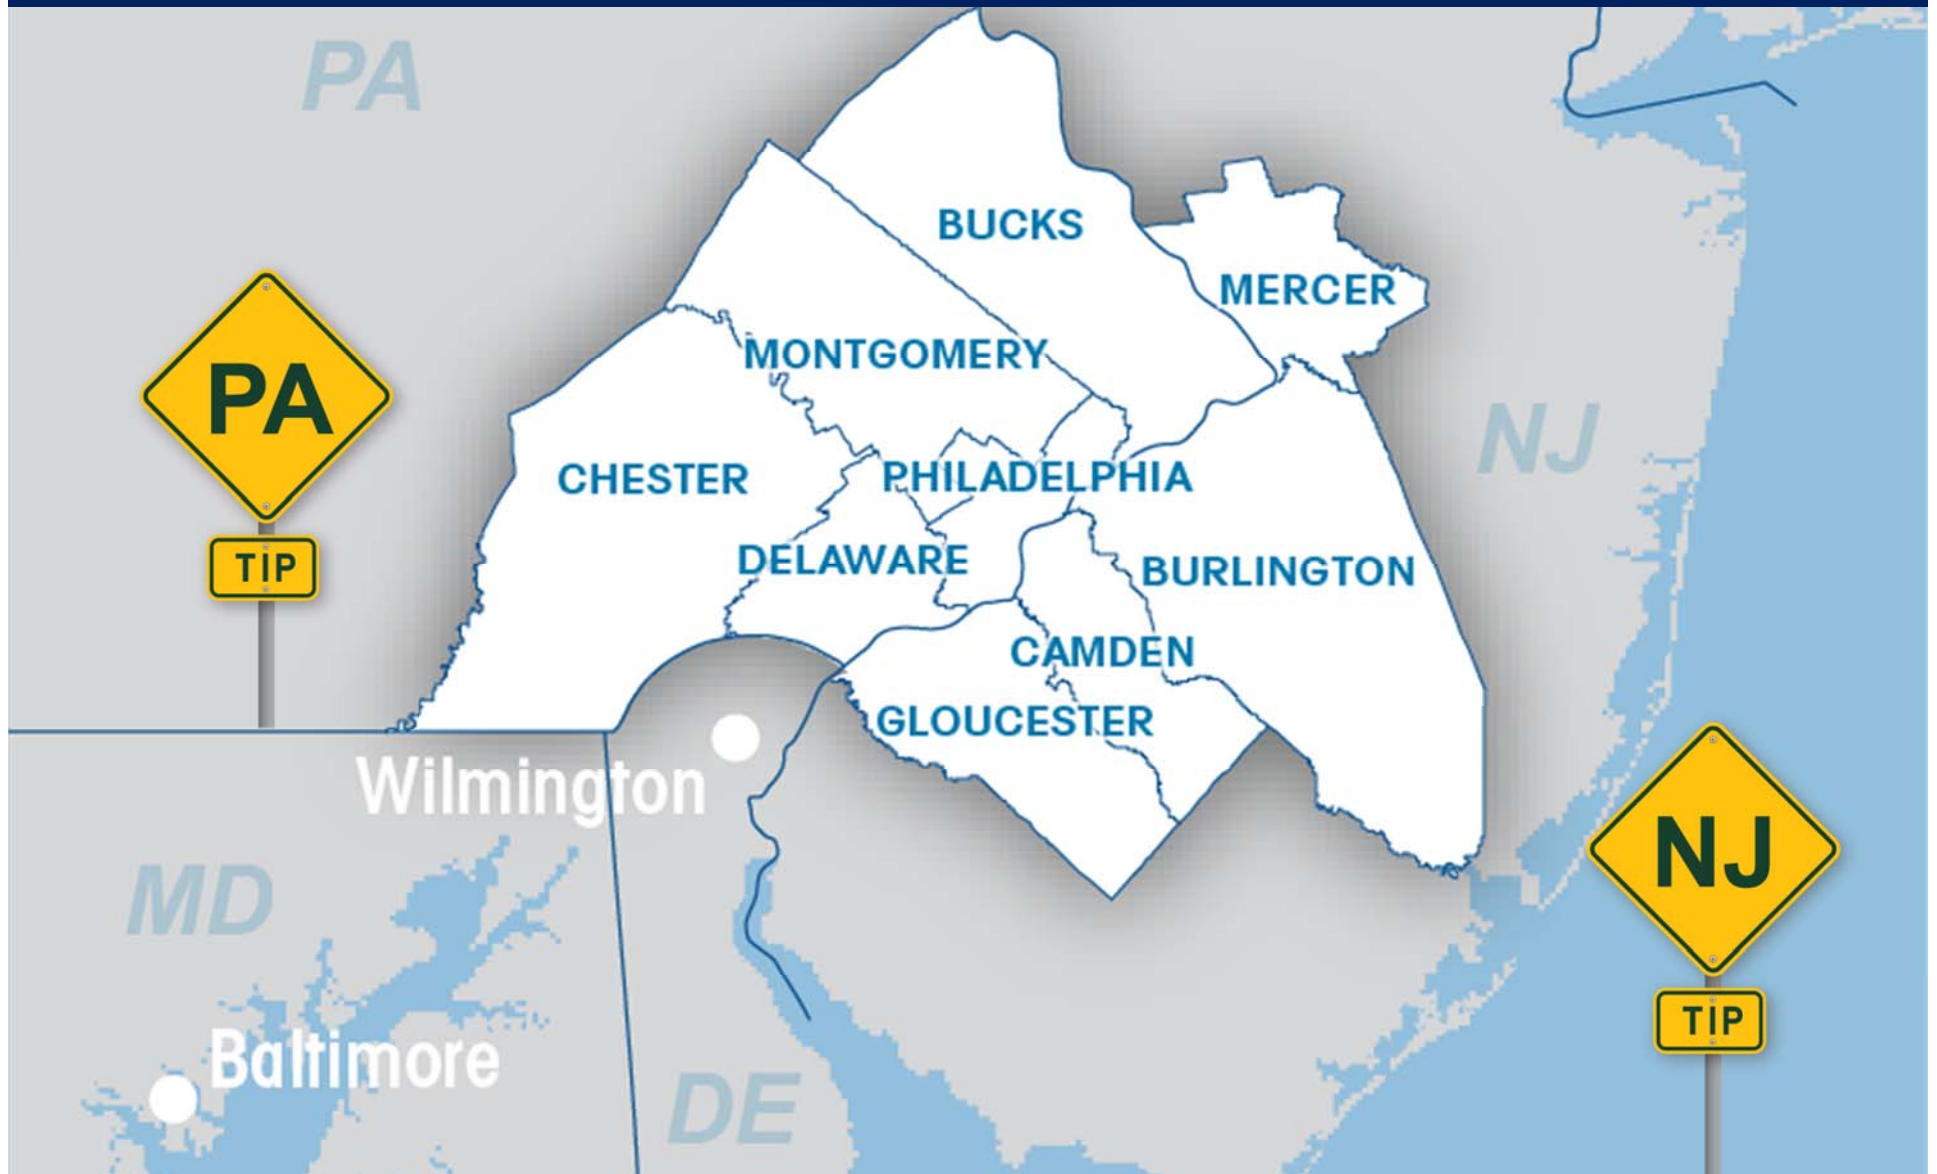 PA
BUCKS
MERCER
MONTGOMERY
PA
NJ
CHESTER
PHILADELPHIA
TIP
DELAWARE
BURLINGTON
CAMDEN
GLOUCESTER
Wilmington
NJ
MD
TIP
Baltimore
DE